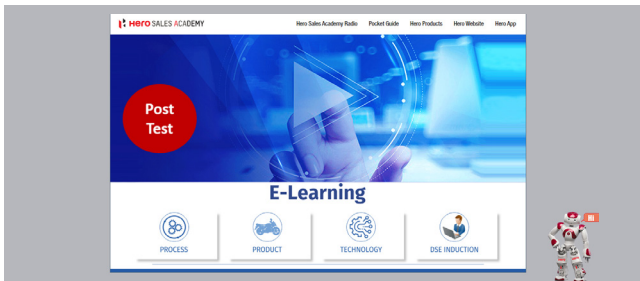 Hero SALES ACADEMY
Hero Sales Academy Radio Pocket Guide Hero Products Hero Website Hero App
Post
Test
E-Learning
PROCESS PRODUCT TECHNOLOGY DSE INDUCTION